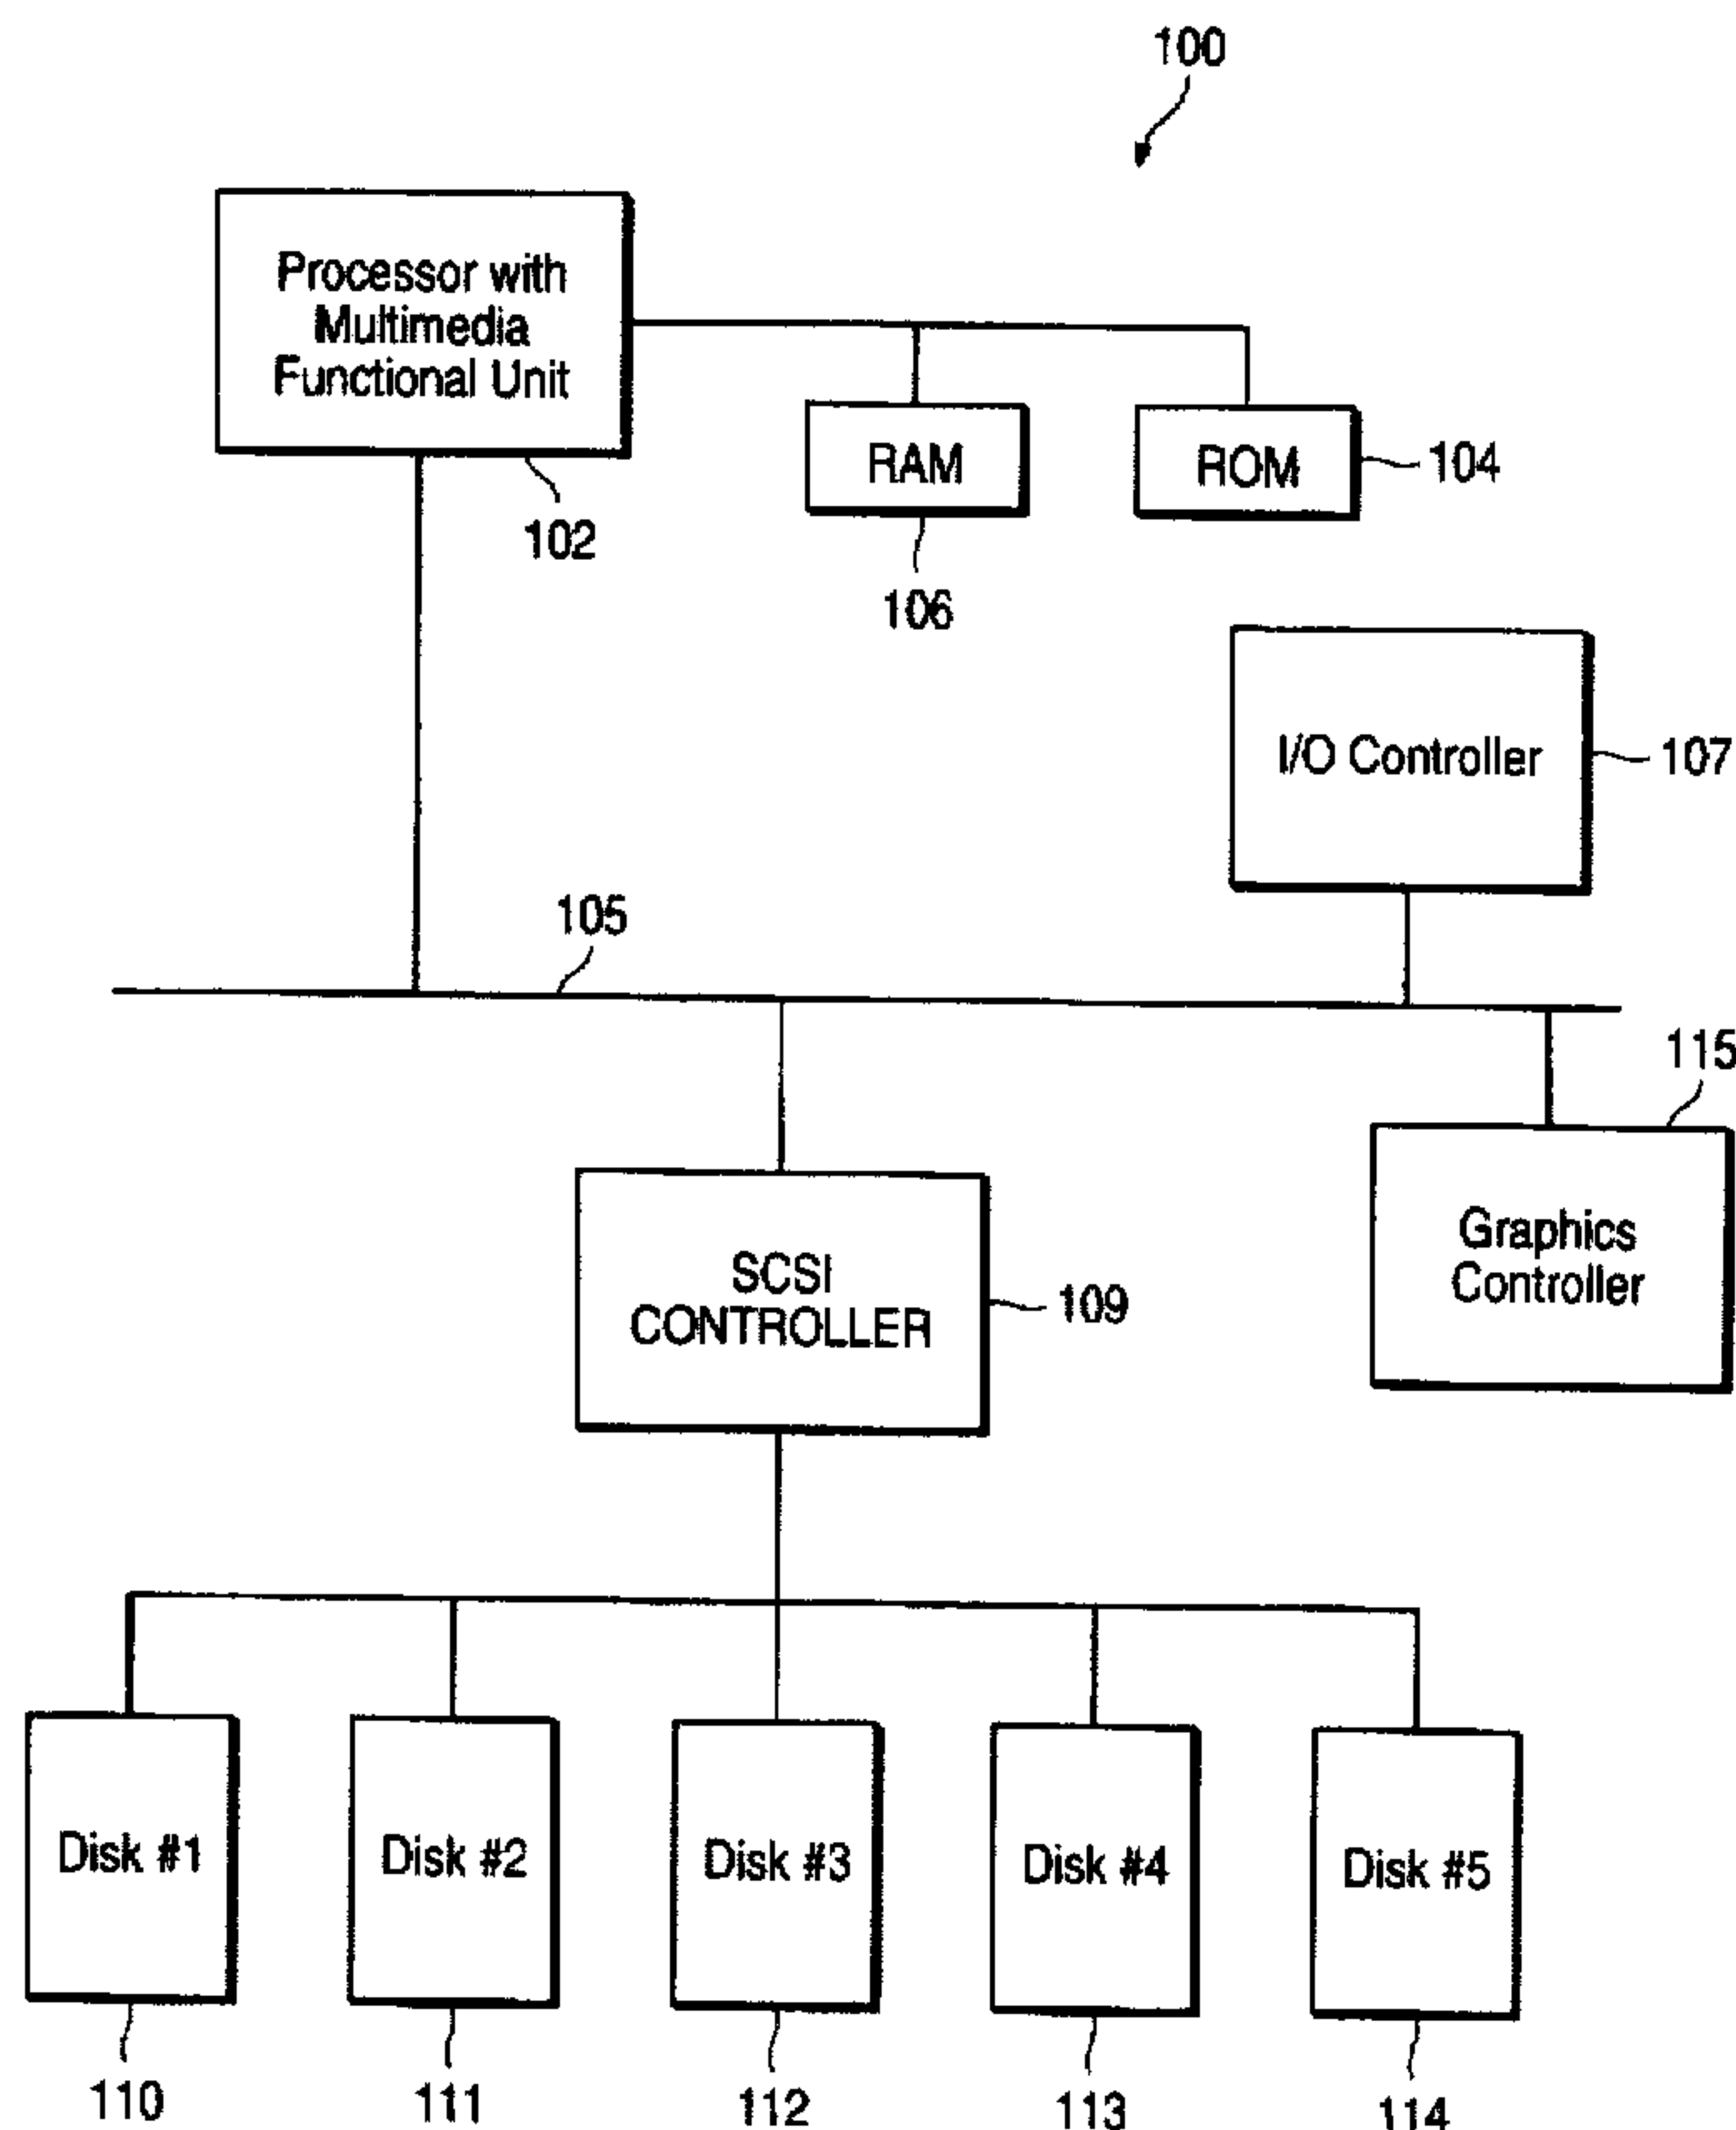 100
Processor with
Multimedia
Functional Unit
RAM
ROM
104
102
106
I/O Controller
107
105
115
Graphics
Controller
SCSI
CONTROLLER
109
Disk #1
Disk #2
Disk #3
Disk #4
Disk #5
110
111
112
113
114